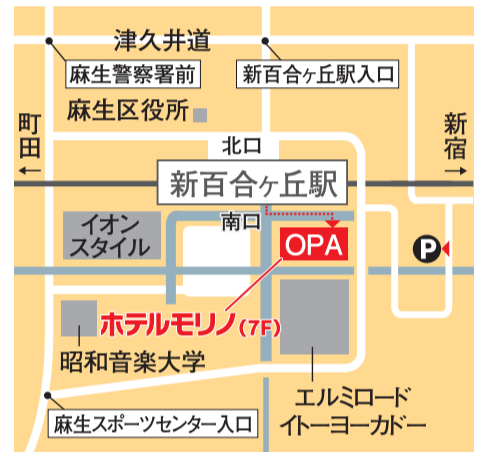 津久井道
麻生警察署前
新百合ヶ丘駅入口
麻生区役所
町田
←
新宿
→
北口
新百合ヶ丘駅
南口
イオン
スタイル
OPA
P
ホテルモリノ(7F)
昭和音楽大学
エルミロード
イトーヨーカドー
麻生スポーツセンター入口